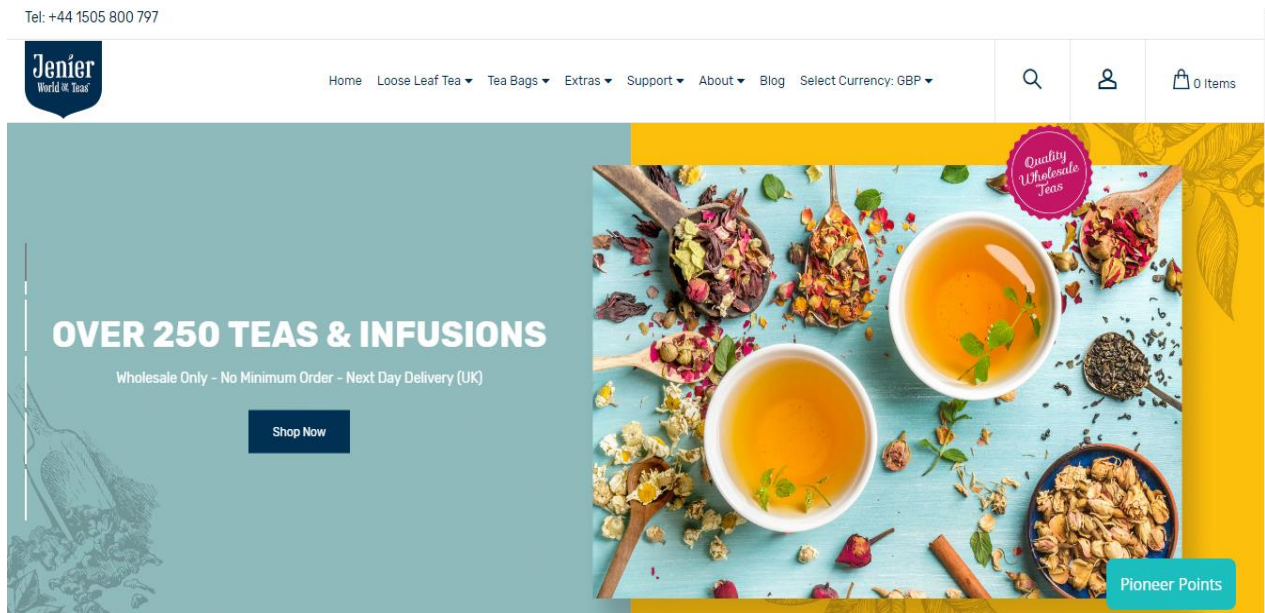 Tel: +44 1505 800 797
Jenier
World of Teas
Home Loose Leaf Tea Tea Bags Extras Support About Blog Select Currency: GBP
0 Items
Quality
Wholesale
Teas
OVER 250 TEAS & INFUSIONS
Wholesale Only - No Minimum Order - Next Day Delivery (UK)
Shop Now
Pioneer Points